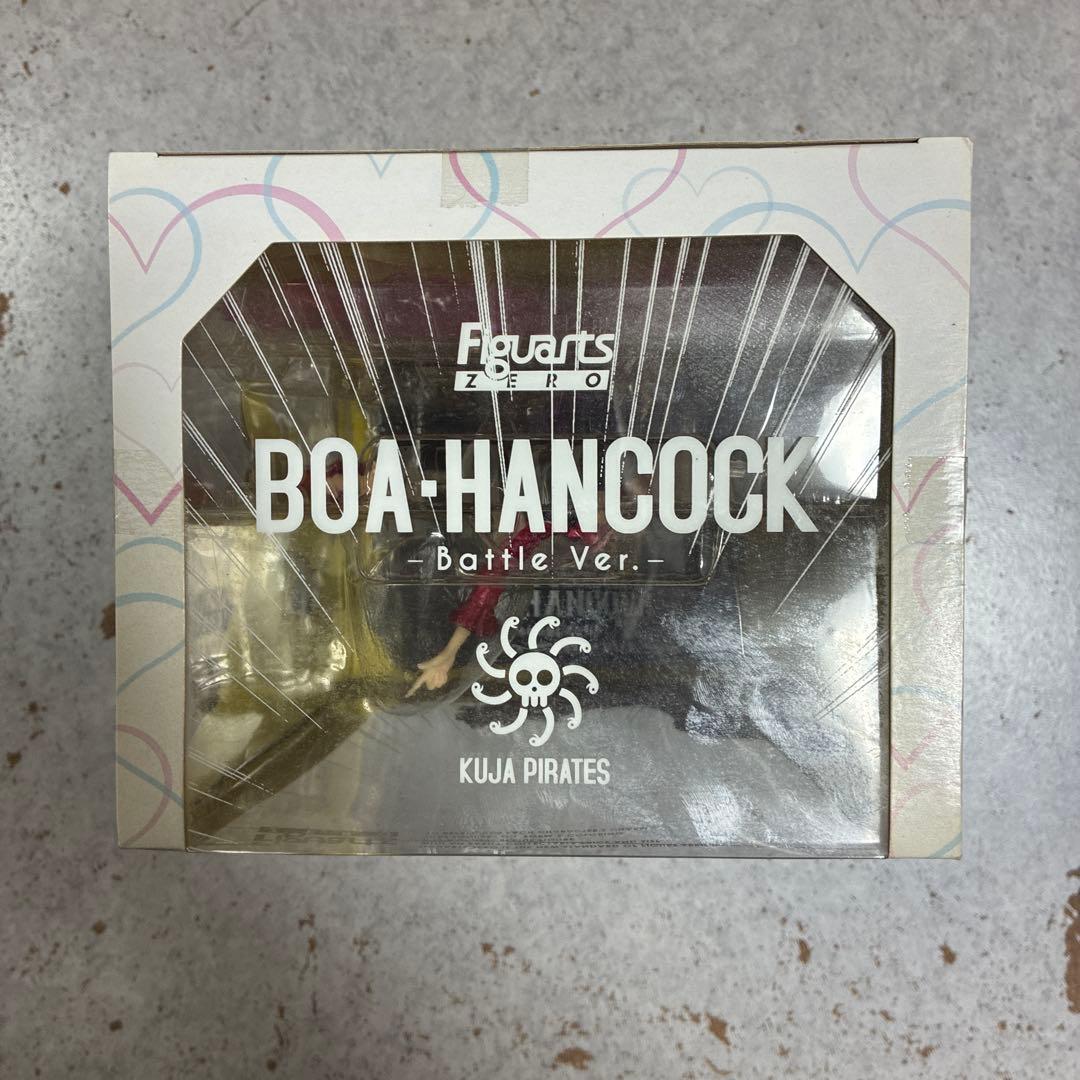 Figuarts
ZERO
BOA·HANCOCK
–Battle Ver.–
KUJA PIRATES